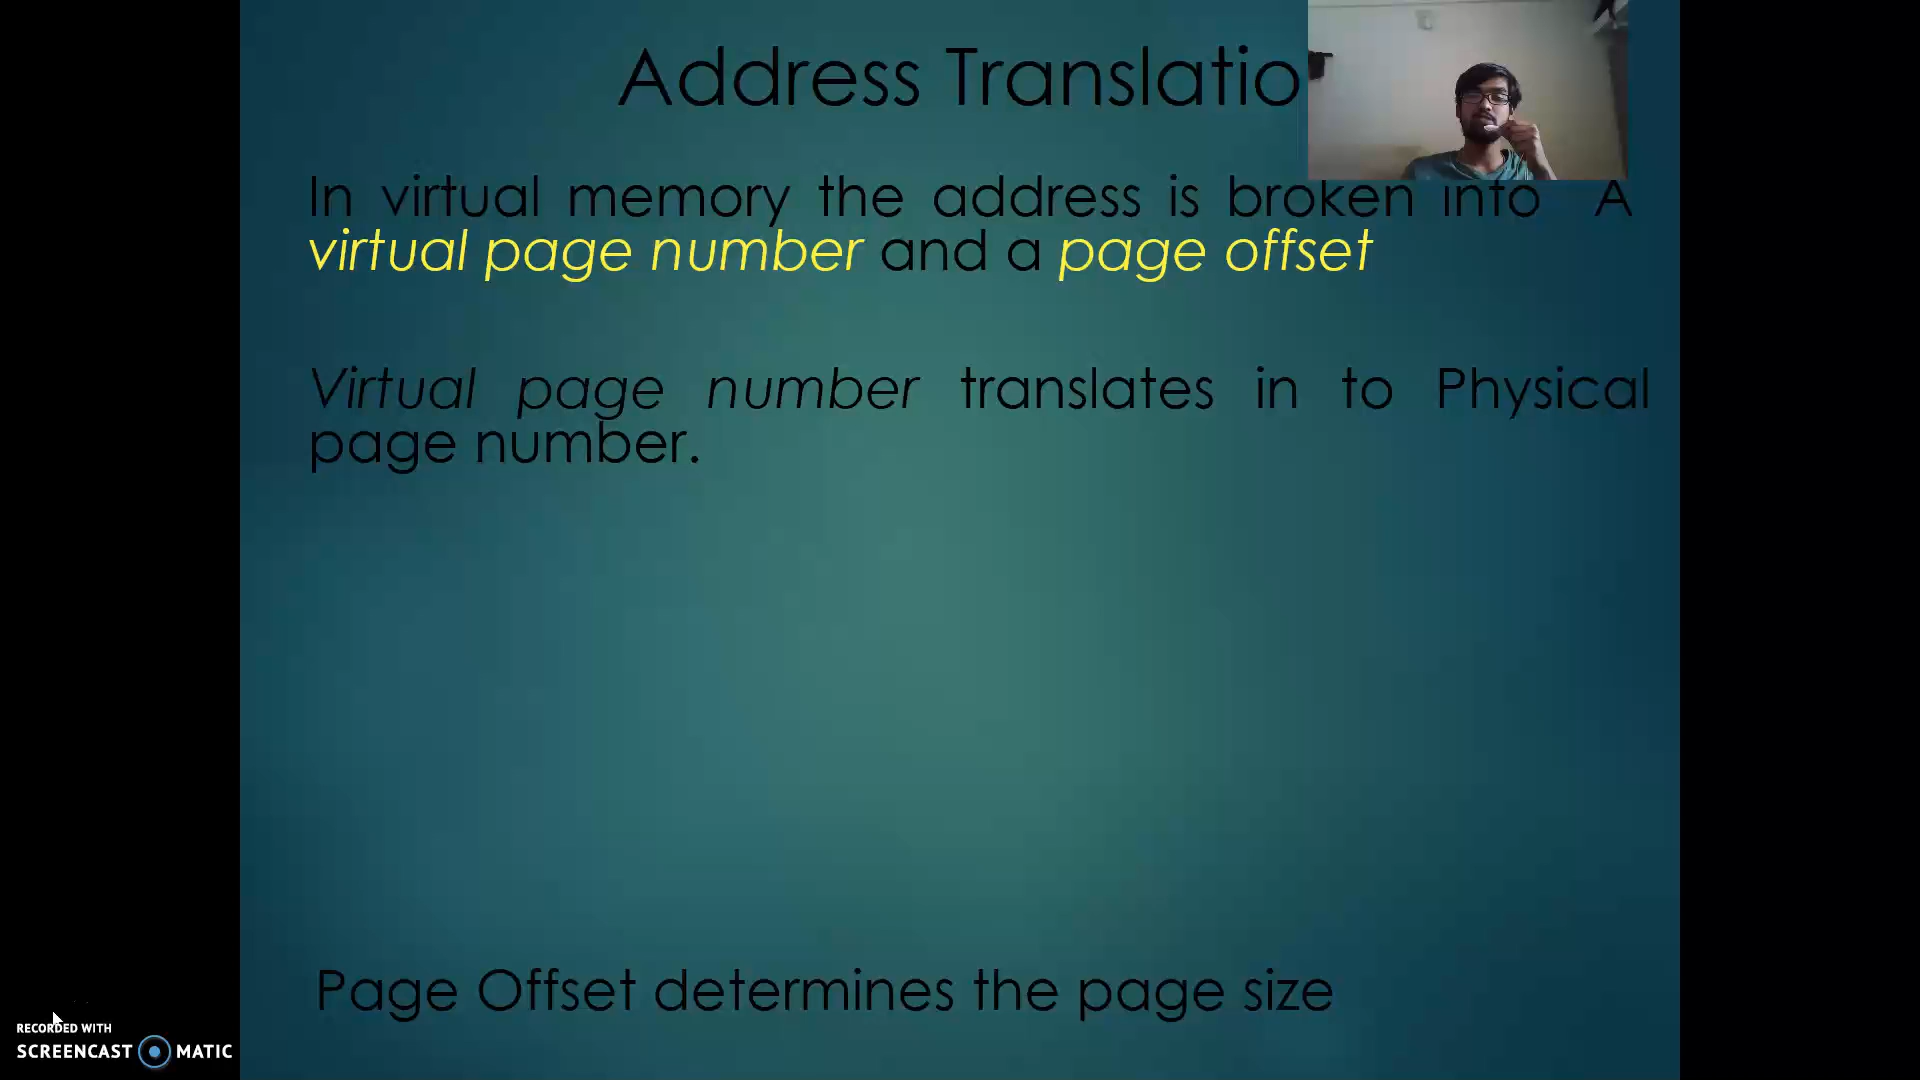 Address Translatio
In virtual memory the address is broken into A
virtual page number and a page offset
Virtual page number translates in to Physical
page number.
Page Offset determines the page size
RECORDED WITH
SCREENCAST MATIC